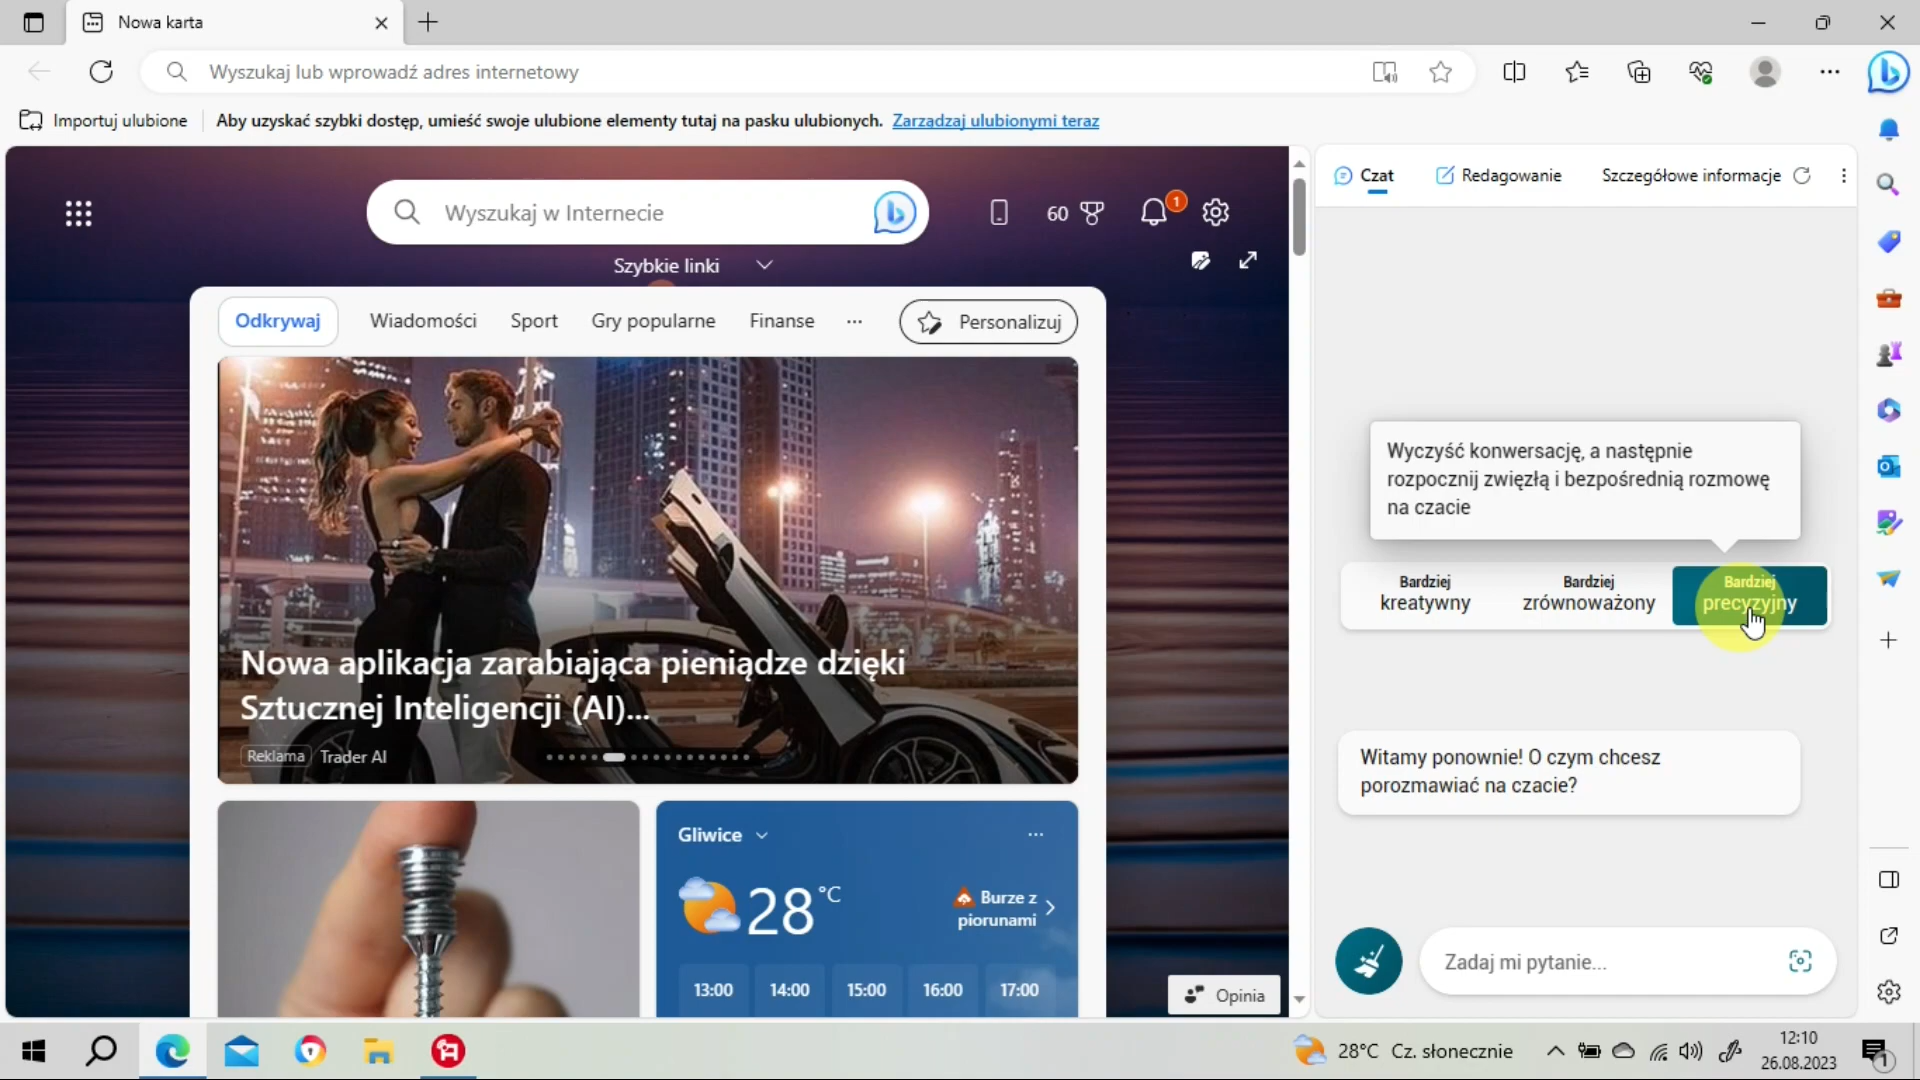 Nowa karta
Wyszukaj lub wprowadź adres internetowy
Importuj ulubione
Aby uzyskać szybki dostęp, umieść swoje ulubione elementy tutaj na pasku ulubionych. Zarządzaj ulubionymi teraz
Wyszukaj w Internecie
60
1
Szybkie linki
Odkrywaj
Wiadomości
Sport
Gry popularne
Finanse
Personalizuj
Nowa aplikacja zarabiająca pieniądze dzięki
Sztucznej Inteligencji (AI)...
Reklama Trader AI
Gliwice
28 °C
Burze z
piorunami
13:00 14:00 15:00 16:00 17:00
Opinia
Czat
Redagowanie
Szczegółowe informacje
Wyczyść konwersację, a następnie
rozpocznij zwięzłą i bezpośrednią rozmowę
na czacie
Bardziej
kreatywny
Bardziej
zrównoważony
Bardziej
precyzyjny
Witamy ponownie! O czym chcesz
porozmawiać na czacie?
Zadaj mi pytanie...
28°C Cz. słonecznie
12:10
26.08.2023
1